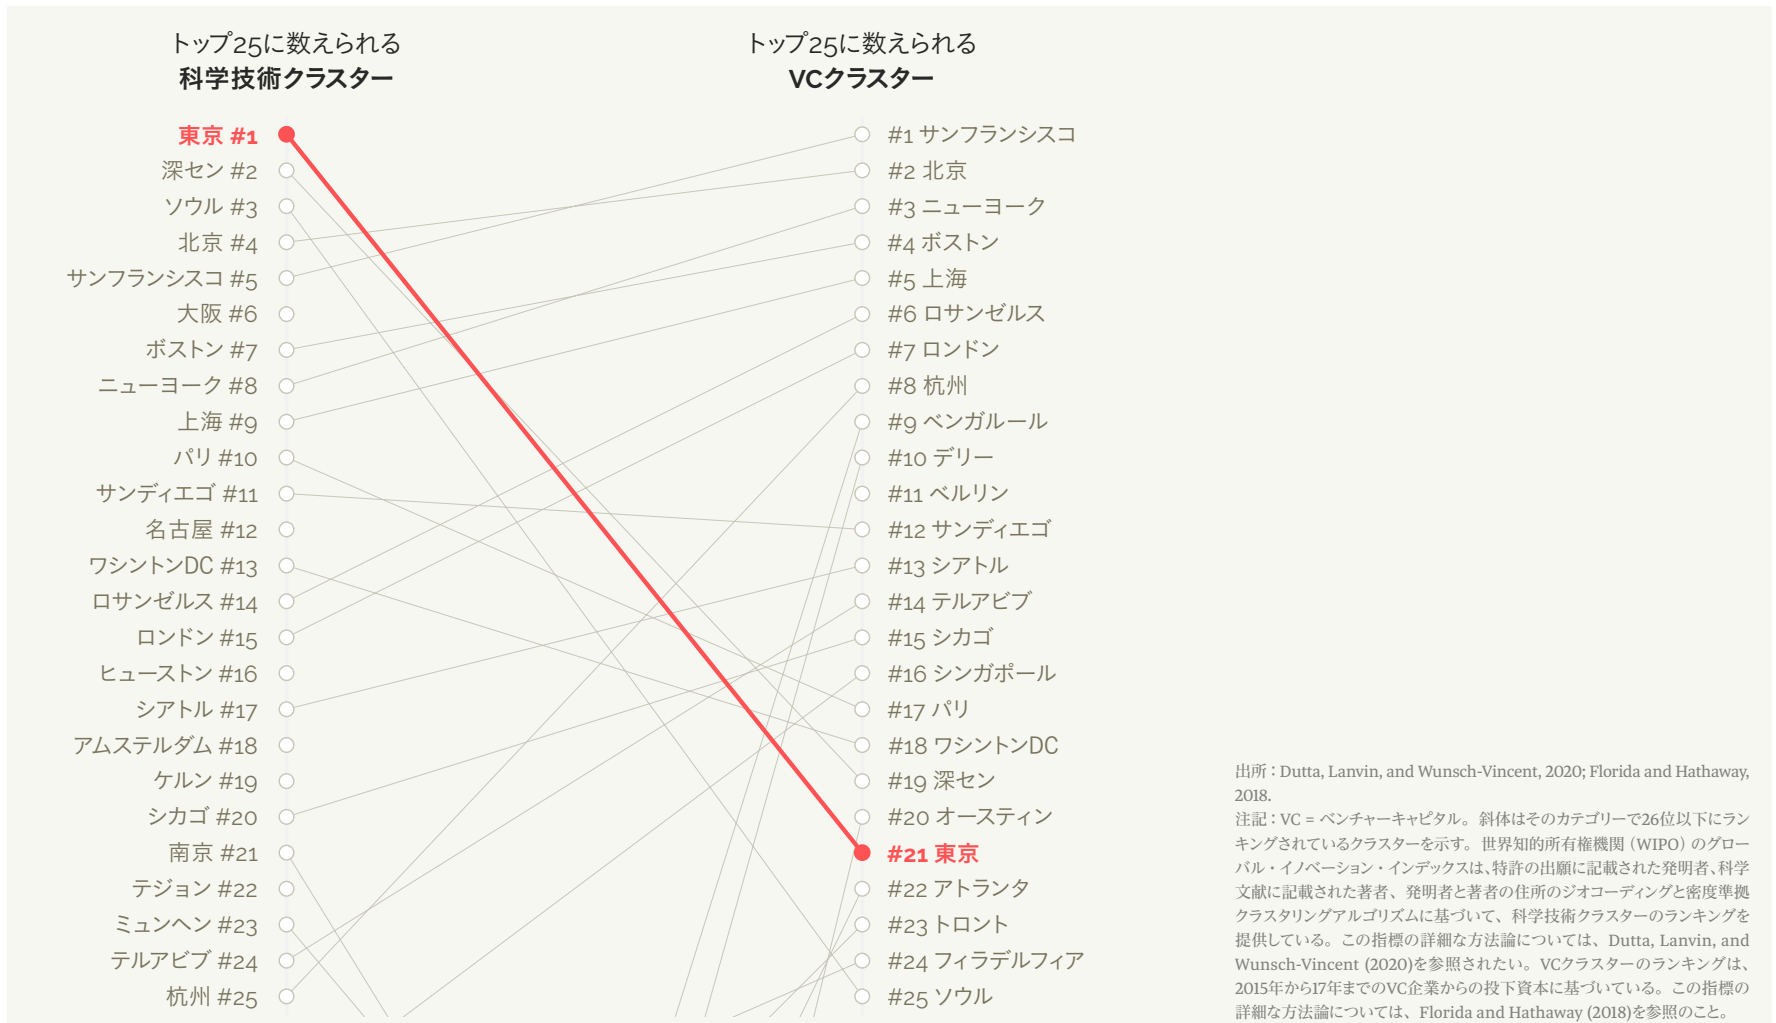 トップ25に数えられる
科学技術クラスター
東京 #1
深セン #2
ソウル #3
北京 #4
サンフランシスコ #5
大阪 #6
ボストン #7
ニューヨーク #8
上海 #9
パリ #10
サンディエゴ #11
名古屋 #12
ワシントンDC #13
ロサンゼルス #14
ロンドン #15
ヒューストン #16
シアトル #17
アムステルダム #18
ケルン #19
シカゴ #20
南京 #21
テジョン #22
ミュンヘン #23
テルアビブ #24
杭州 #25
トップ25に数えられる
VCクラスター
#1 サンフランシスコ
#2 北京
#3 ニューヨーク
#4 ボストン
#5 上海
#6 ロサンゼルス
#7 ロンドン
#8 杭州
#9 ベンガルール
#10 デリー
#11 ベルリン
#12 サンディエゴ
#13 シアトル
#14 テルアビブ
#15 シカゴ
#16 シンガポール
#17 パリ
#18 ワシントンDC
#19 深セン
#20 オースティン
#21 東京
#22 アトランタ
#23 トロント
#24 フィラデルフィア
#25 ソウル
出所：Dutta, Lanvin, and Wunsch-Vincent, 2020; Florida and Hathaway,
2018.
注記：VC = ベンチャーキャピタル。斜体はそのカテゴリーで26位以下にラン
キングされているクラスターを示す。世界知的所有権機関（WIPO）のグロー
バル・イノベーション・インデックスは、特許の出願に記載された発明者、科学
文献に記載された著者、発明者と著者の住所のジオコーディングと密度準拠
クラスタリングアルゴリズムに基づいて、科学技術クラスターのランキングを
提供している。この指標の詳細な方法論については、Dutta, Lanvin, and
Wunsch-Vincent (2020)を参照されたい。VCクラスターのランキングは、
2015年から17年までのVC企業からの投下資本に基づいている。この指標の
詳細な方法論については、Florida and Hathaway (2018)を参照のこと。